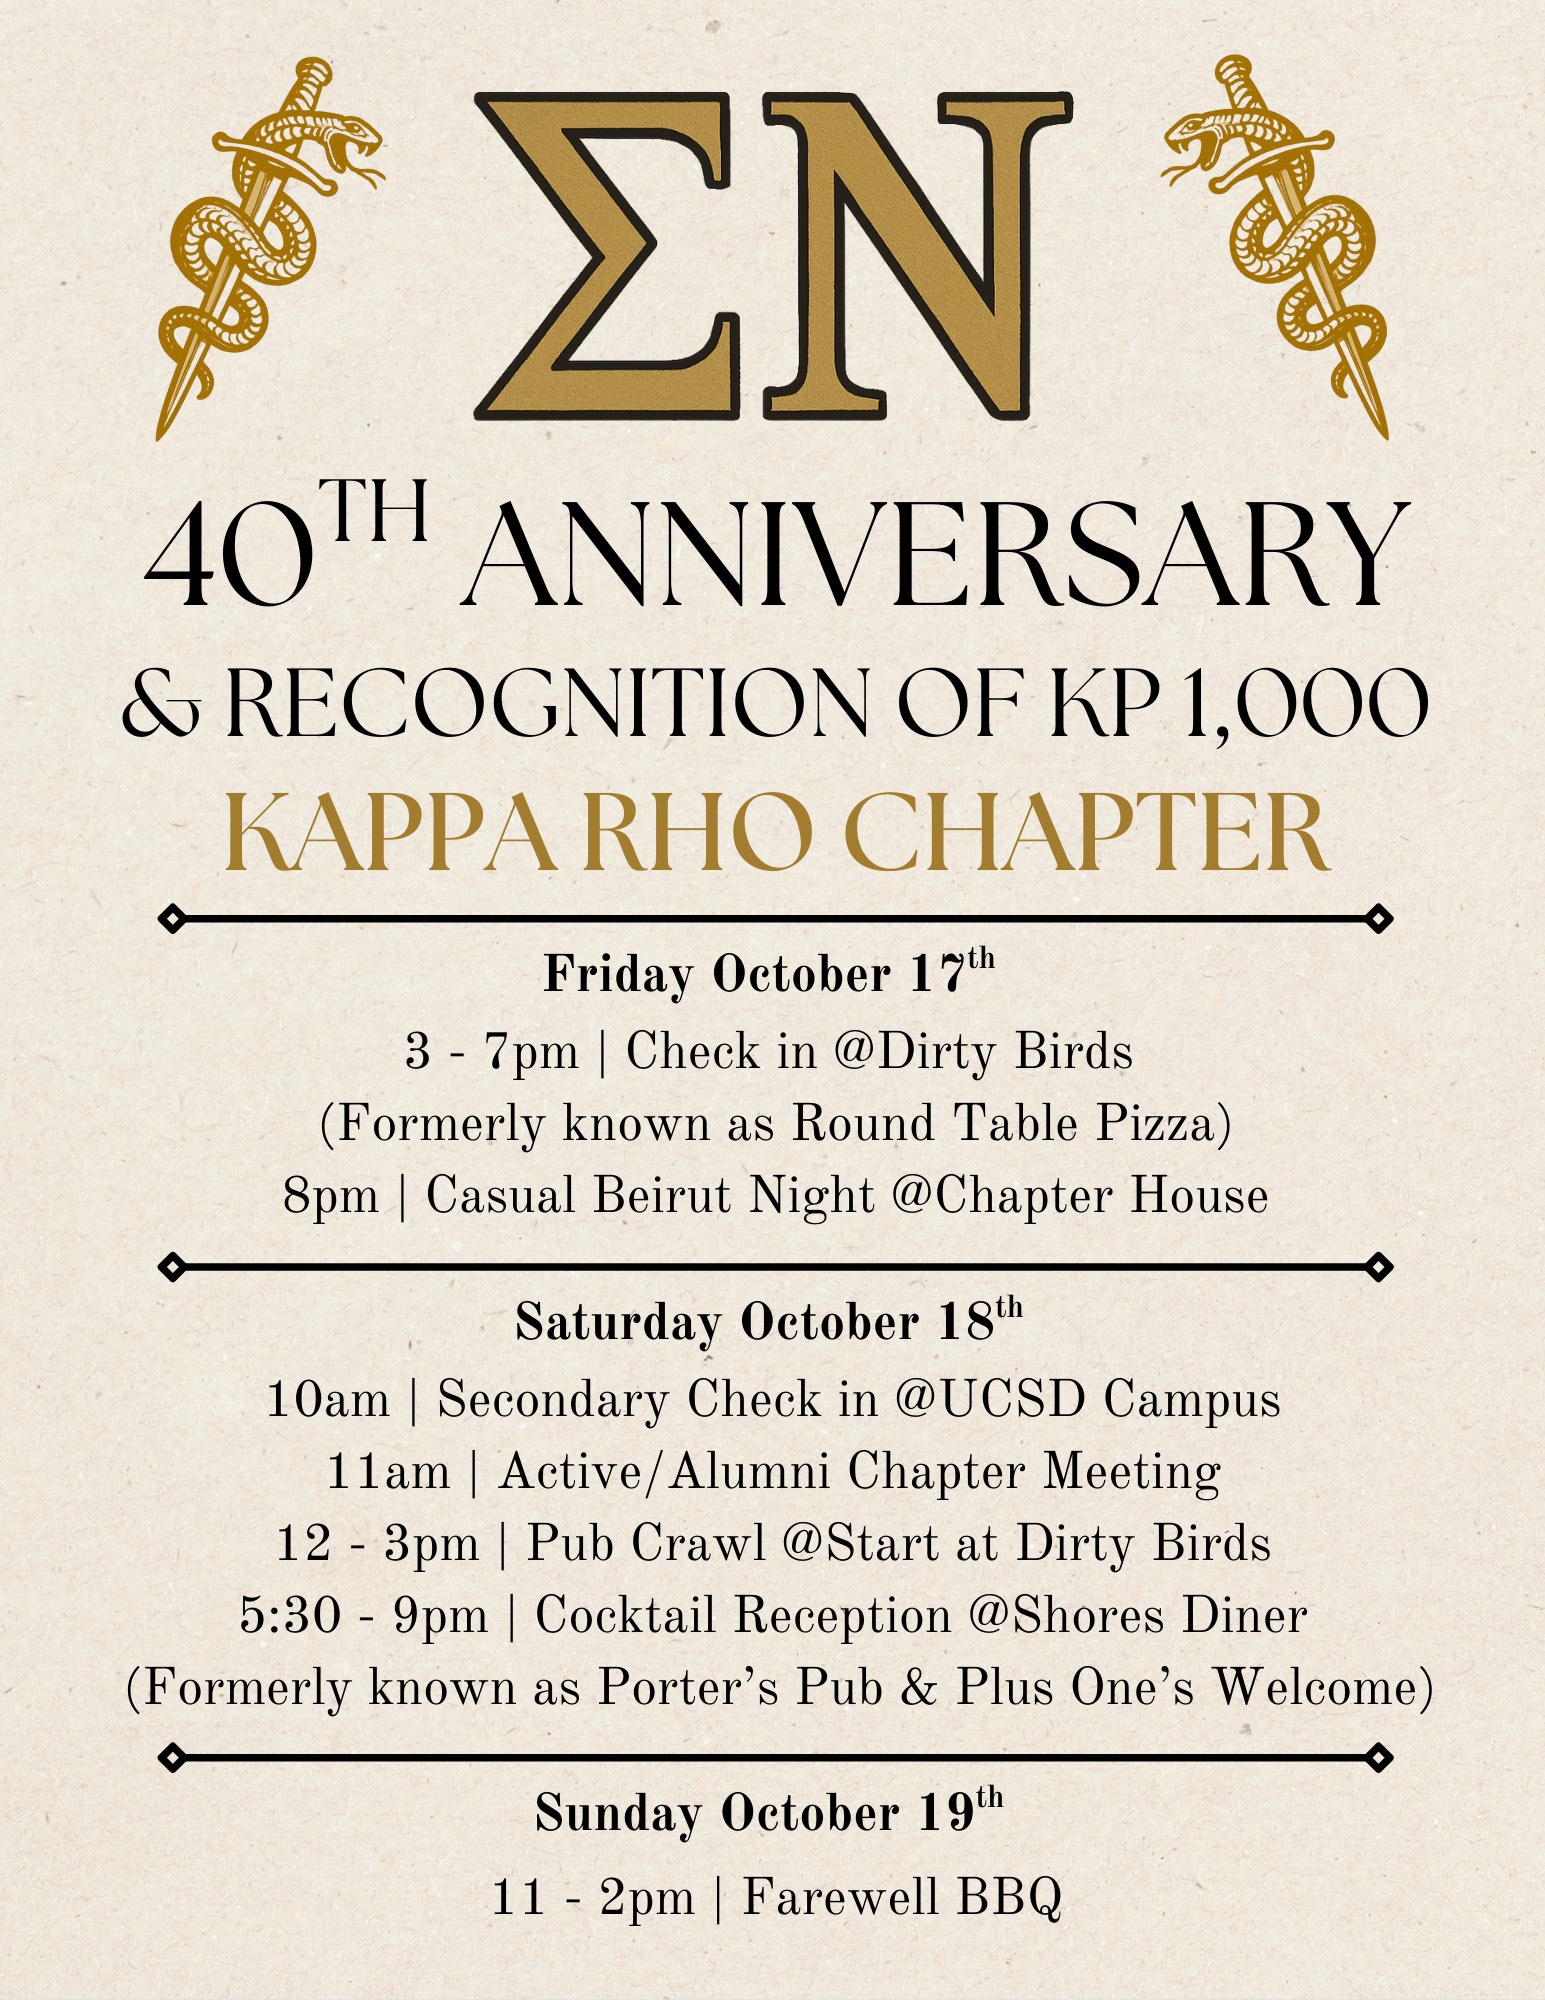 ΣΝ
40TH ANNIVERSARY
& RECOGNITION OF KP 1,000
KAPPA RHO CHAPTER
Friday October 17th
3 - 7pm | Check in @Dirty Birds
(Formerly known as Round Table Pizza)
8pm | Casual Beirut Night @Chapter House
Saturday October 18th
10am | Secondary Check in @UCSD Campus
11am | Active/Alumni Chapter Meeting
12 - 3pm | Pub Crawl @Start at Dirty Birds
5:30 - 9pm | Cocktail Reception @Shores Diner
(Formerly known as Porter’s Pub & Plus One’s Welcome)
Sunday October 19th
11 - 2pm | Farewell BBQ